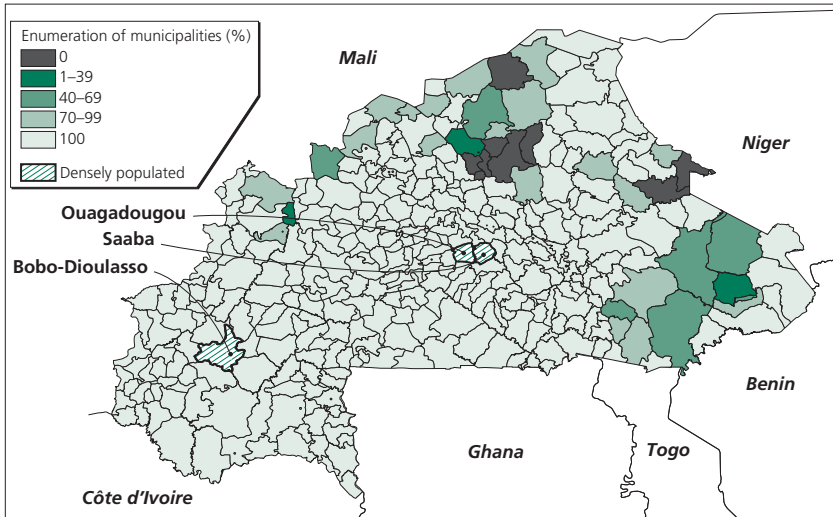 Enumeration of municipalities (%)
0
1–39
40–69
70–99
100
Densely populated
Mali
Niger
Ouagadougou
Saaba
Bobo-Dioulasso
Benin
Ghana
Togo
Côte d'Ivoire